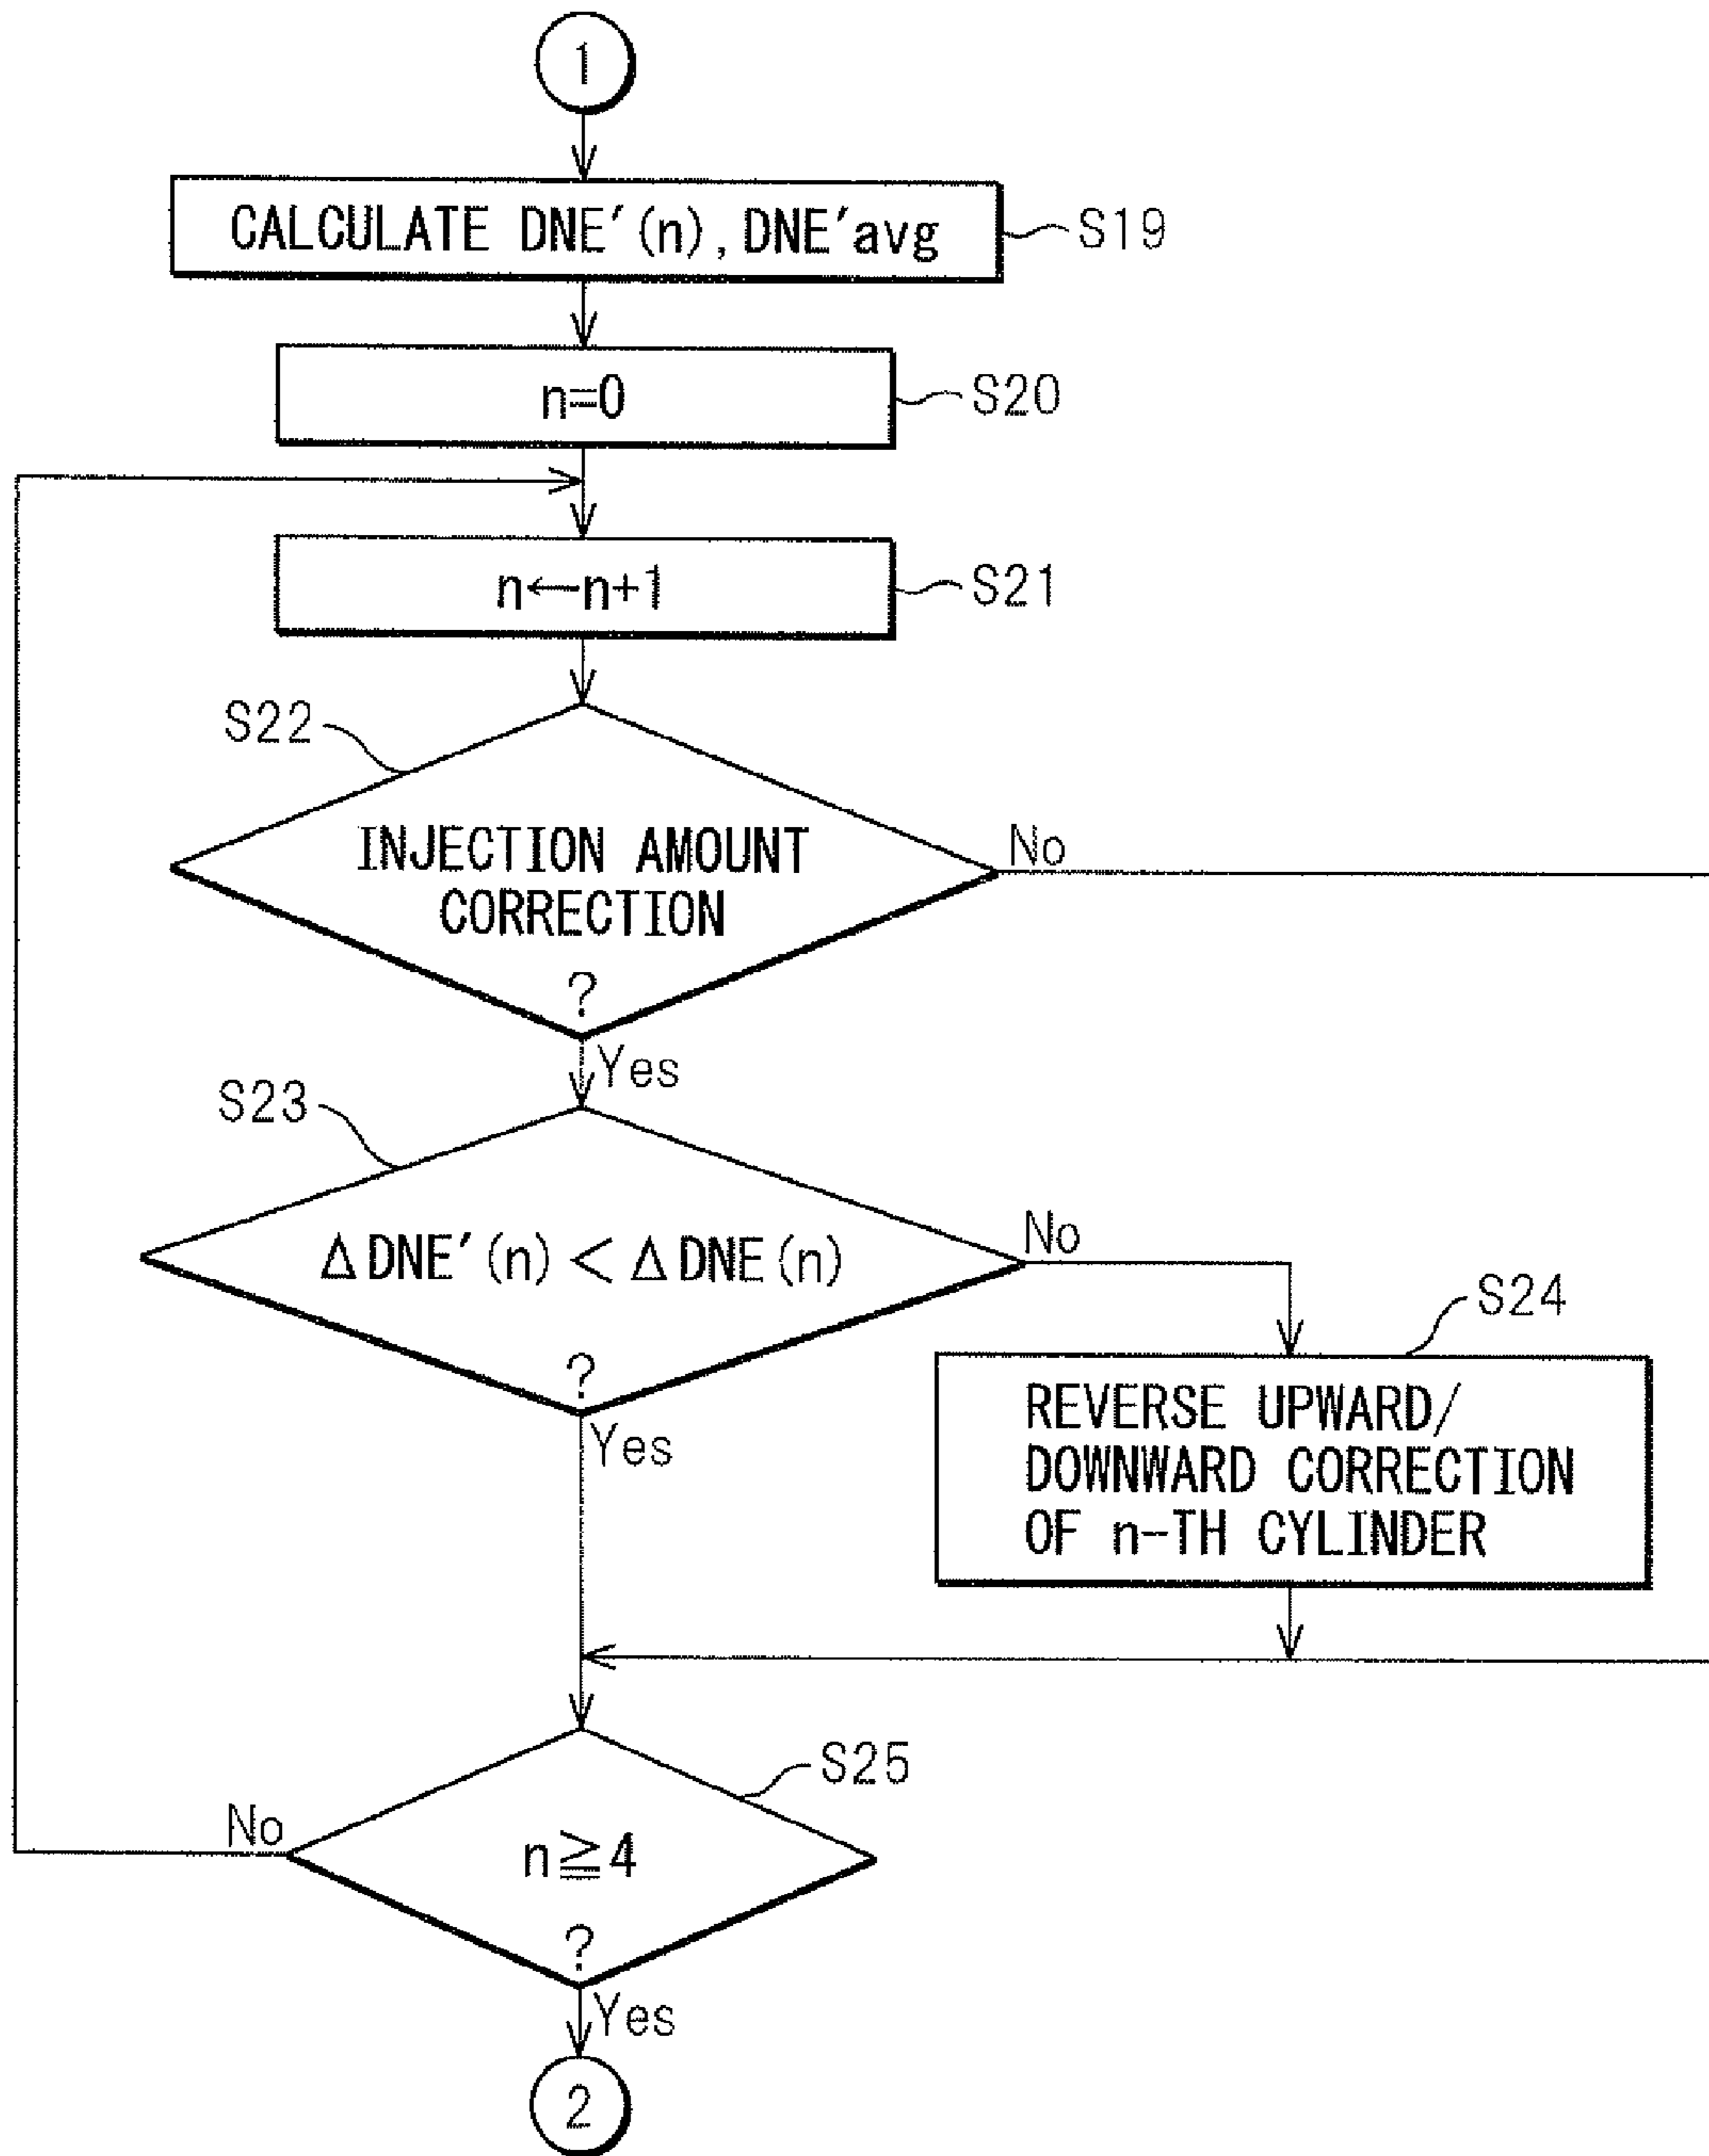 1
CALCULATE DNE′(n), DNE′avg
S19
n=0
S20
n←n+1
S21
S22
INJECTION AMOUNT
CORRECTION
?
No
Yes
S23
ΔDNE′(n)<ΔDNE(n)
?
No
Yes
S24
REVERSE UPWARD/
DOWNWARD CORRECTION
OF n-TH CYLINDER
S25
n≧4
?
No
Yes
2